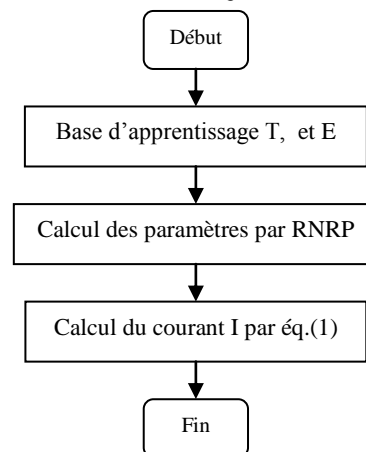 Début
Base d'apprentissage T,  et E
Calcul des paramètres par RNRP
Calcul du courant I par éq.(1)
Fin